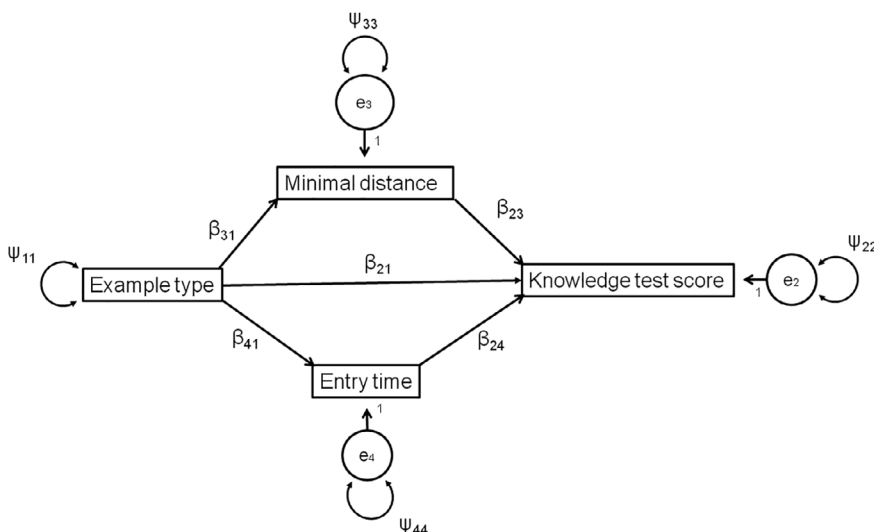 Ψ33
e3
1
Minimal distance
β31
β23
Ψ11
Example type
β21
Knowledge test score
1
e2
Ψ22
β41
β24
Entry time
1
e4
Ψ44